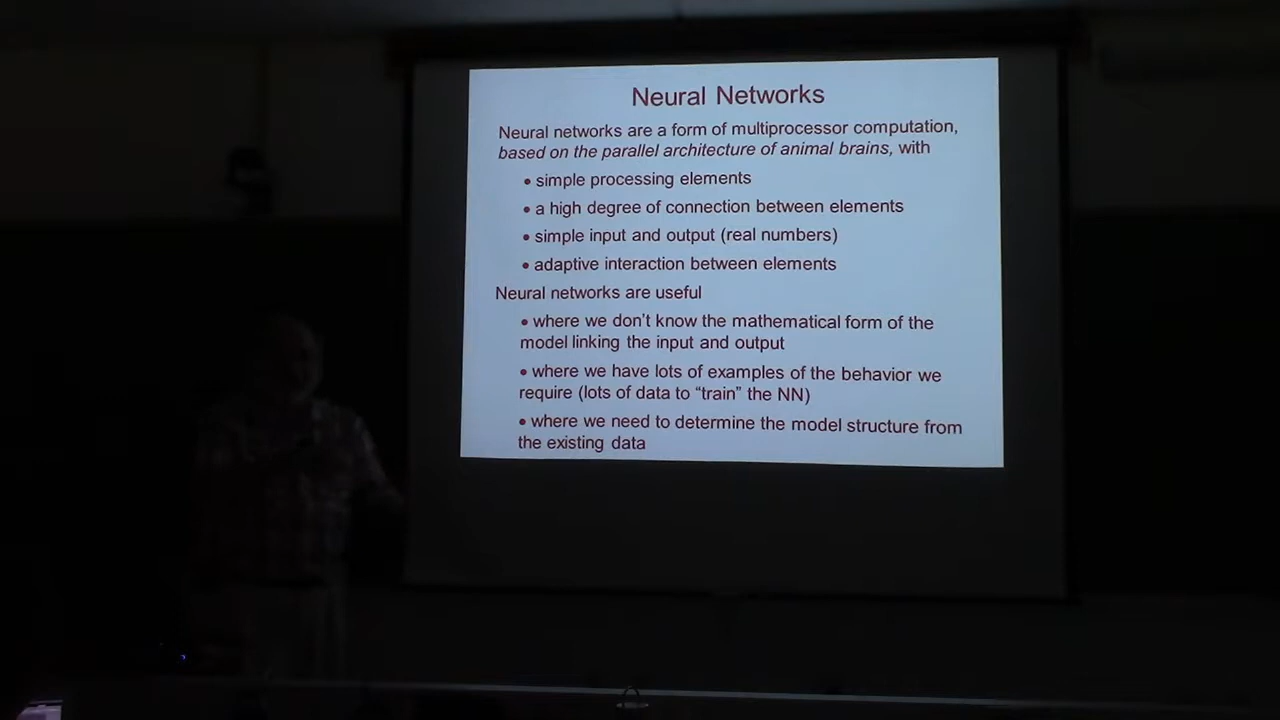 Neural Networks
Neural networks are a form of multiprocessor computation,
based on the parallel architecture of animal brains, with
• simple processing elements
• a high degree of connection between elements
• simple input and output (real numbers)
• adaptive interaction between elements
Neural networks are useful
• where we don’t know the mathematical form of the
model linking the input and output
• where we have lots of examples of the behavior we
require (lots of data to “train” the NN)
• where we need to determine the model structure from
the existing data